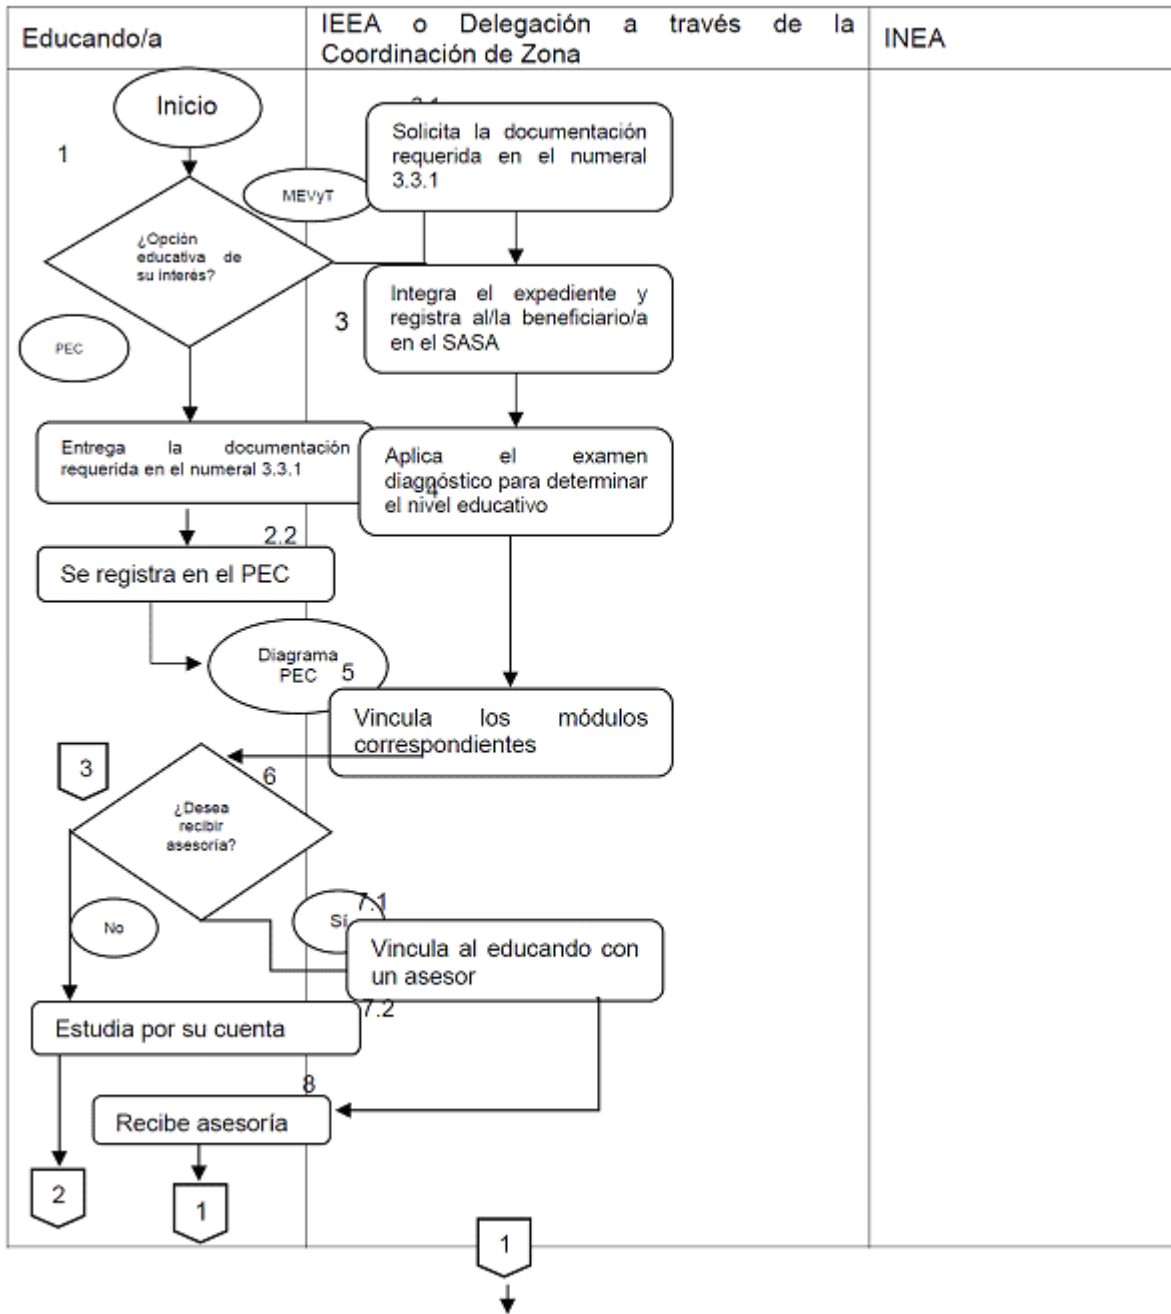 Educando/a
IEEA o Delegación a través de la
Coordinación de Zona
INEA
Inicio
1
Solicita la documentación
requerida en el numeral
3.3.1
MEVyT
¿Opción
educativa de
su interés?
Integra el expediente y
registra al/la beneficiario/a
en el SASA
3
PEC
Entrega la documentación
requerida en el numeral 3.3.1
Aplica el examen
diagnóstico para determinar
el nivel educativo
4
2.2
Se registra en el PEC
Diagrama
PEC
5
Vincula los módulos
correspondientes
3
6
¿Desea
recibir
asesoría?
No
Sí
7.1
Vincula al educando con
un asesor
7.2
Estudia por su cuenta
8
Recibe asesoría
2
1
1